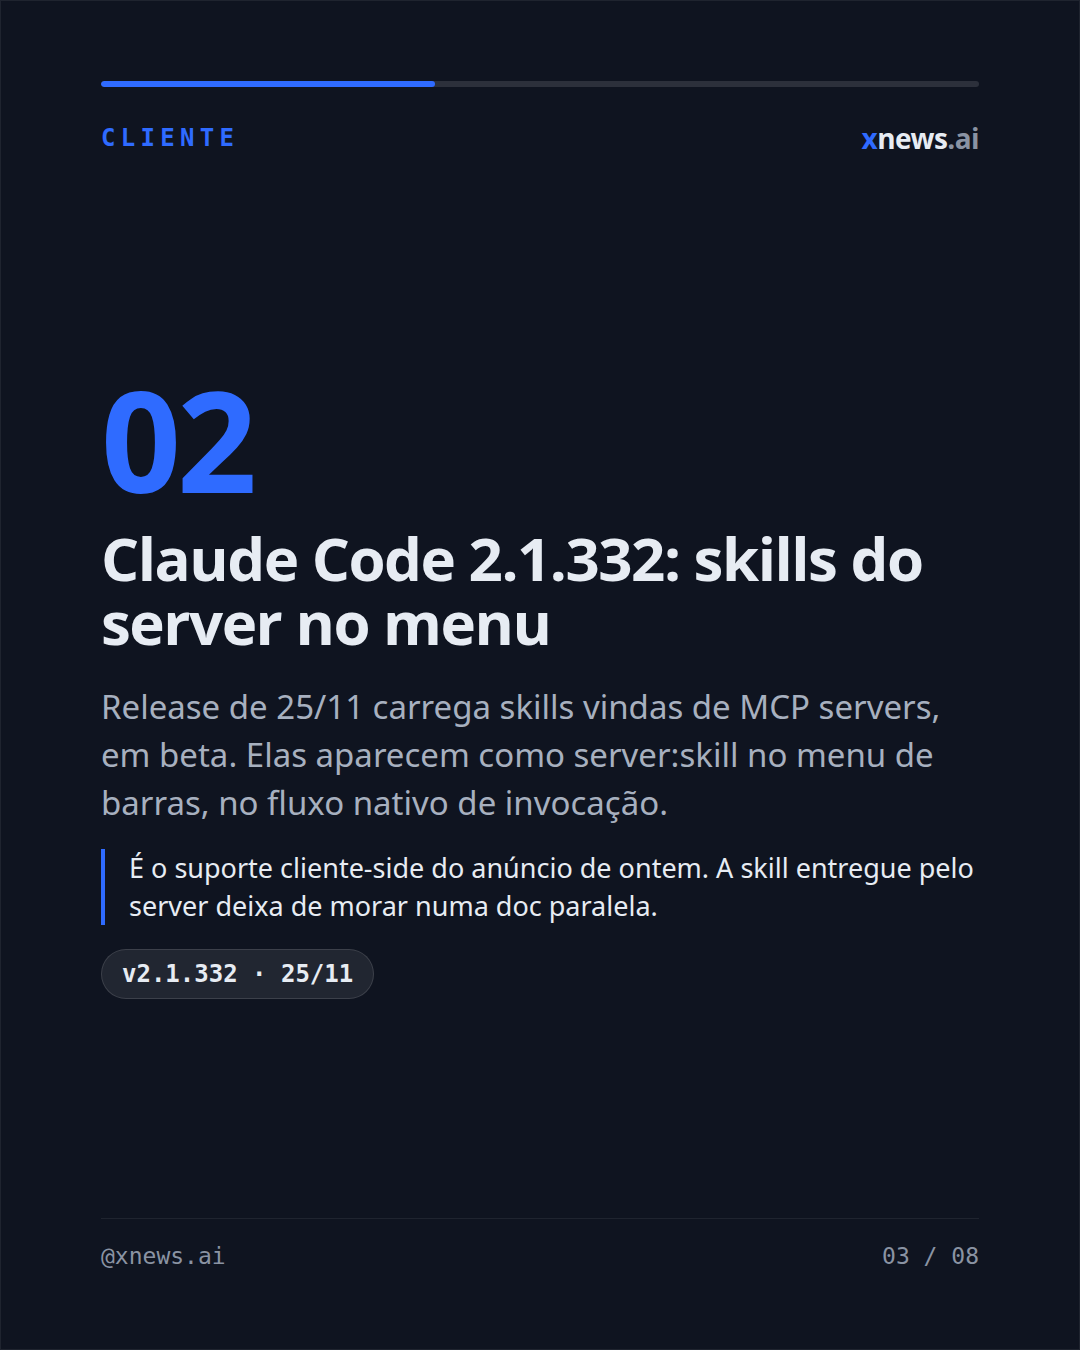 CLIENTE
xnews.ai
02
Claude Code 2.1.332: skills do
server no menu
Release de 25/11 carrega skills vindas de MCP servers,
em beta. Elas aparecem como server:skill no menu de
barras, no fluxo nativo de invocação.
É o suporte cliente-side do anúncio de ontem. A skill entregue pelo
server deixa de morar numa doc paralela.
v2.1.332 · 25/11
@xnews.ai
03 / 08